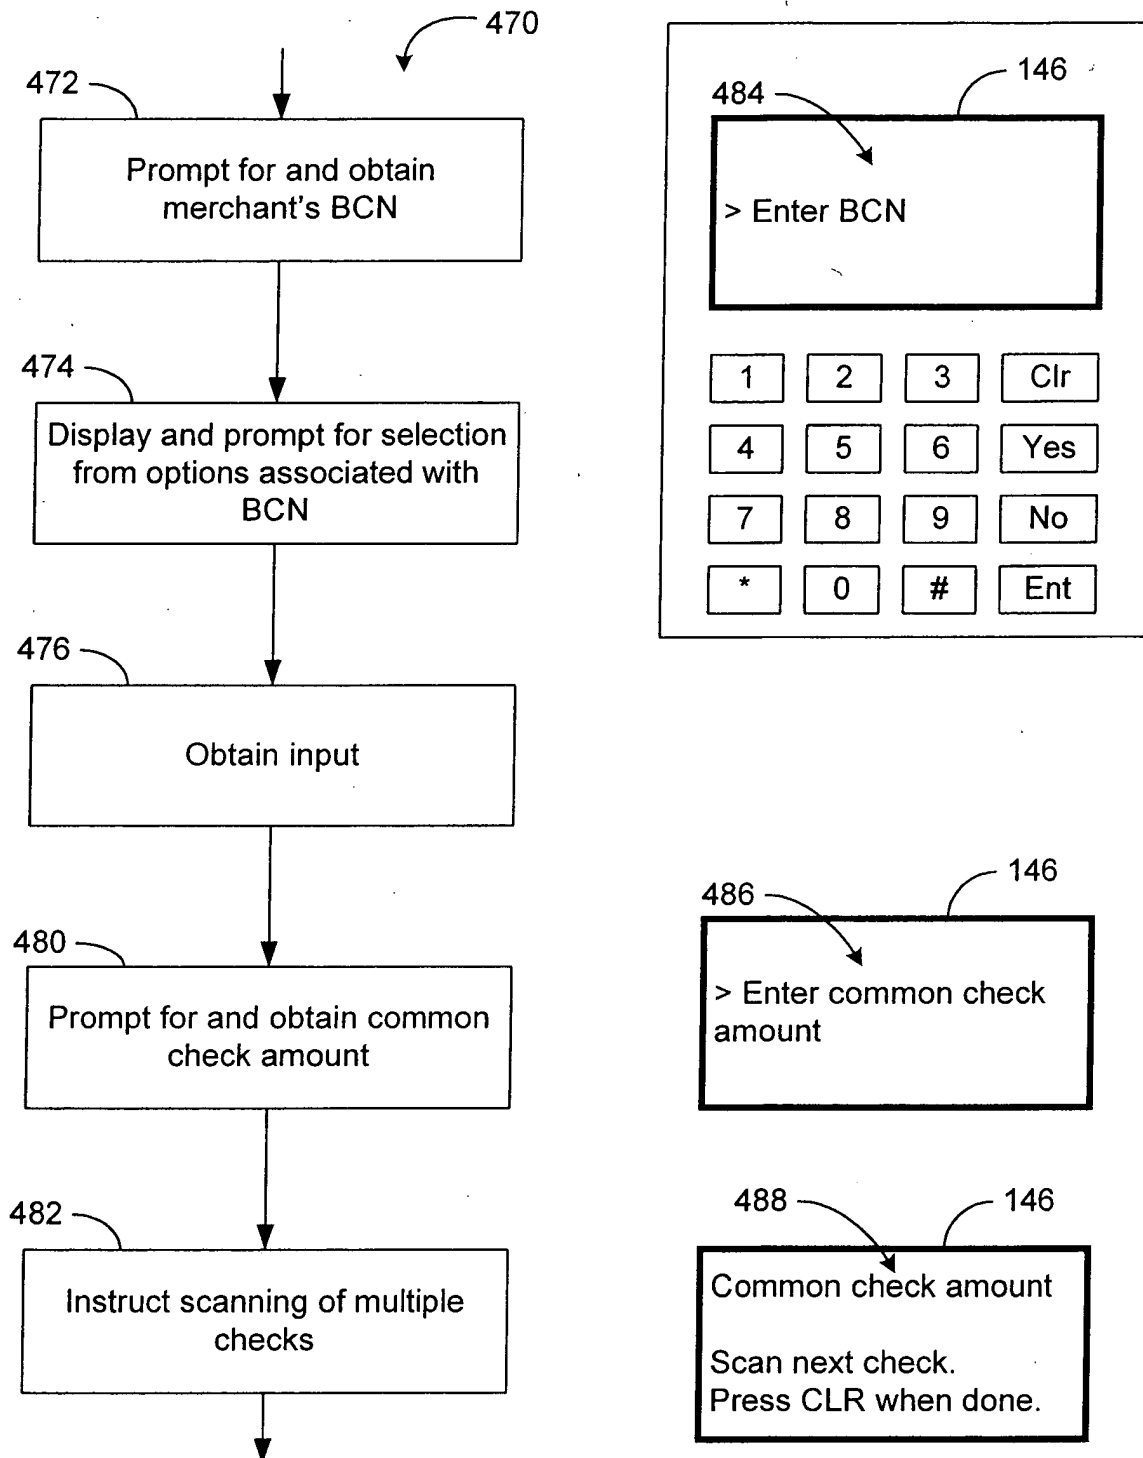 470
472
Prompt for and obtain
merchant's BCN
474
Display and prompt for selection
from options associated with
BCN
476
Obtain input
480
Prompt for and obtain common
check amount
482
Instruct scanning of multiple
checks
146
484
> Enter BCN
1 2 3 Clr
4 5 6 Yes
7 8 9 No
* 0 # Ent
146
486
> Enter common check
amount
488
146
Common check amount
Scan next check.
Press CLR when done.